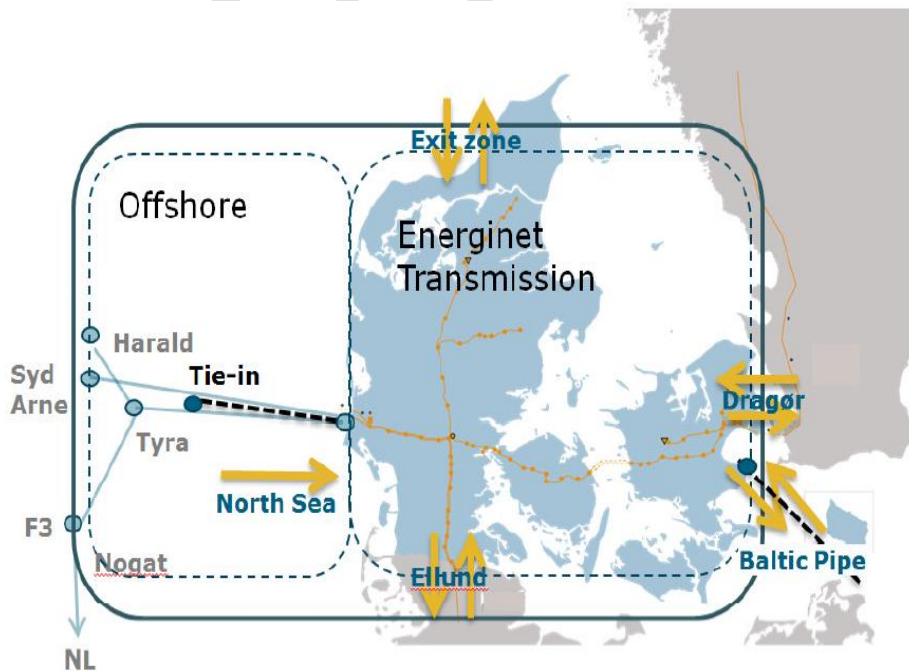 Exit zone
Offshore
Energinet
Transmission
Harald
Syd
Arne
Tie-in
Tyra
Dragør
North Sea
F3
Nogat
Ellund
Baltic Pipe
NL